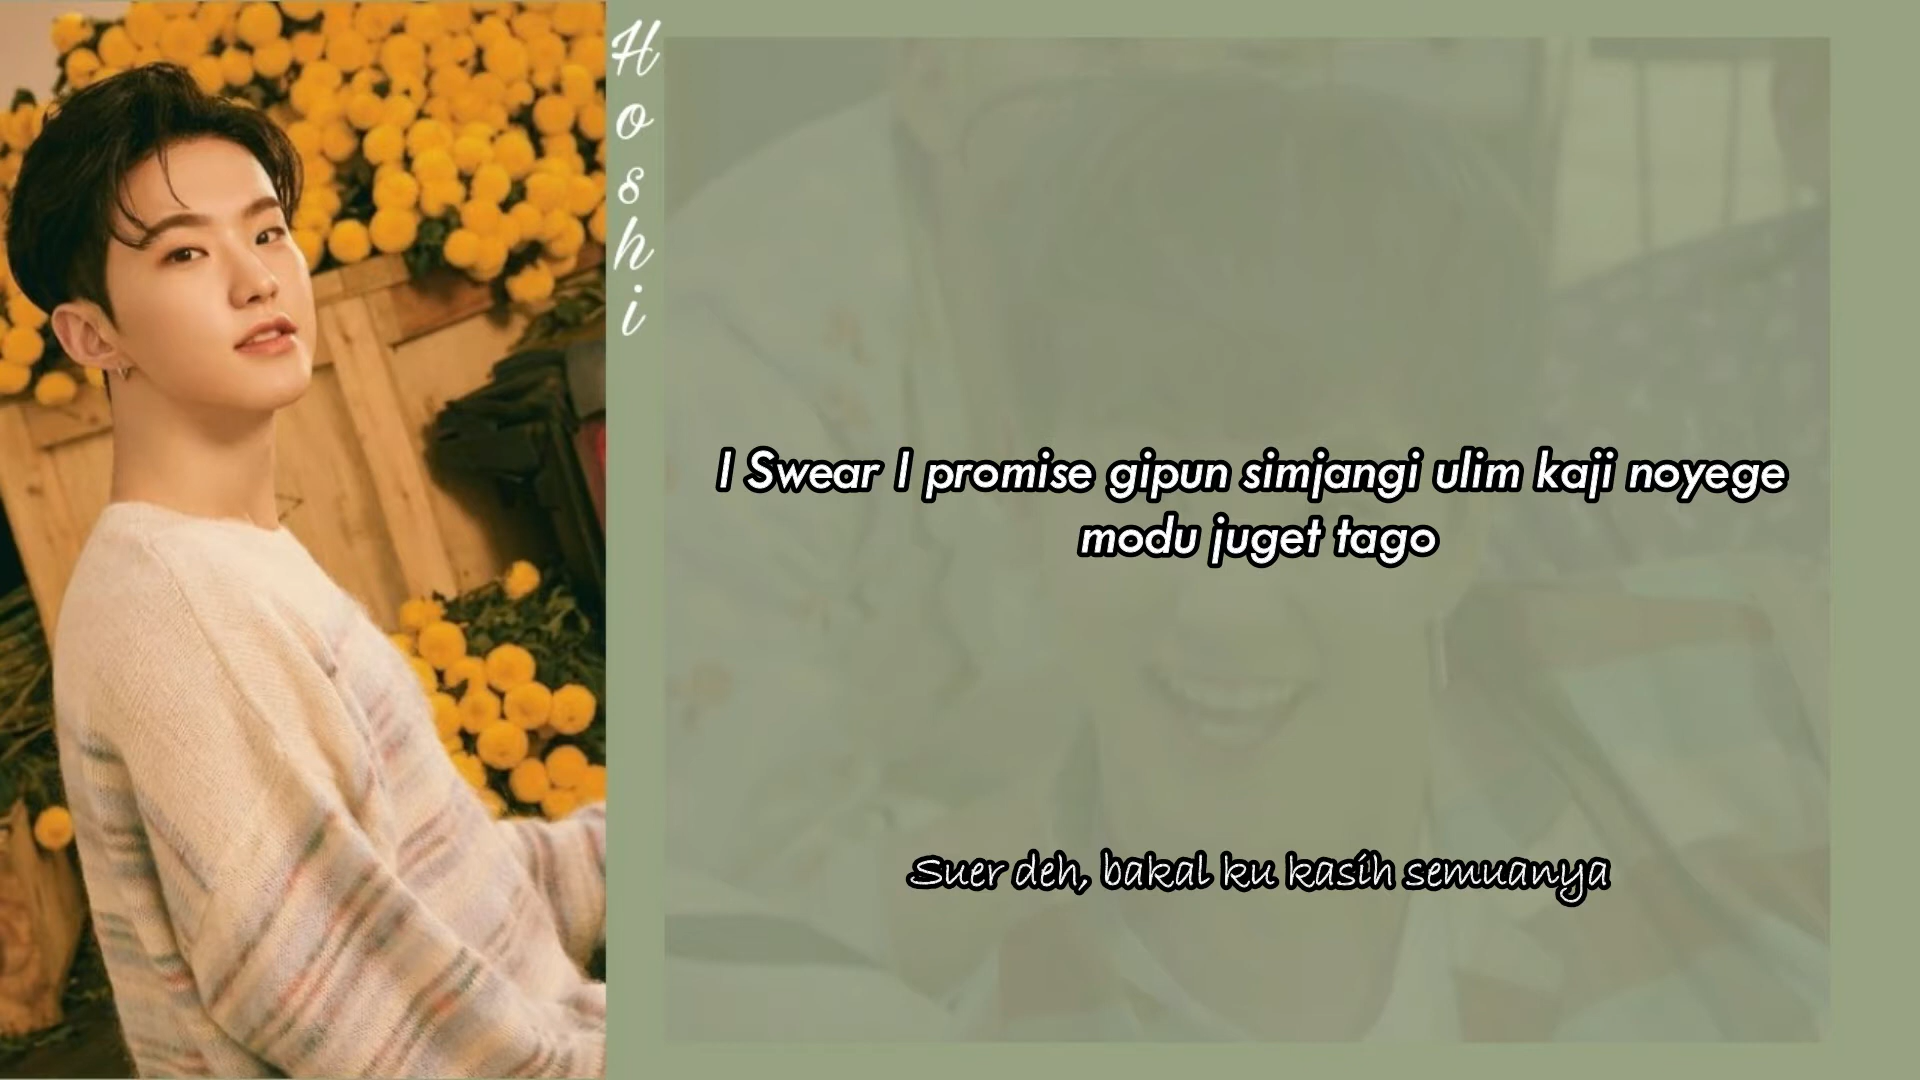 Hoshi
I Swear I promise gipun simjangi ulim kaji noyege
modu juget tago
Suer deh, bakal ku kasih semuanya